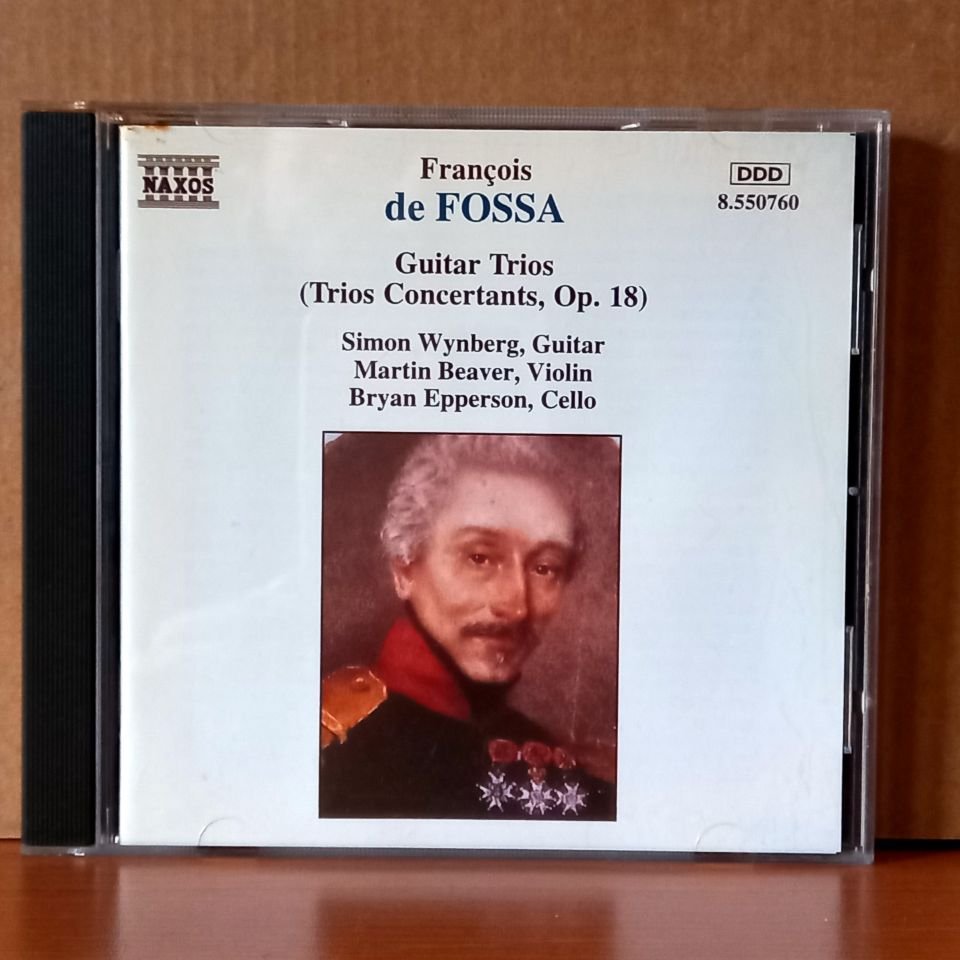 NAXOS
François
de FOSSA
DDD
8.550760
Guitar Trios
(Trios Concertants, Op. 18)
Simon Wynberg, Guitar
Martin Beaver, Violin
Bryan Epperson, Cello